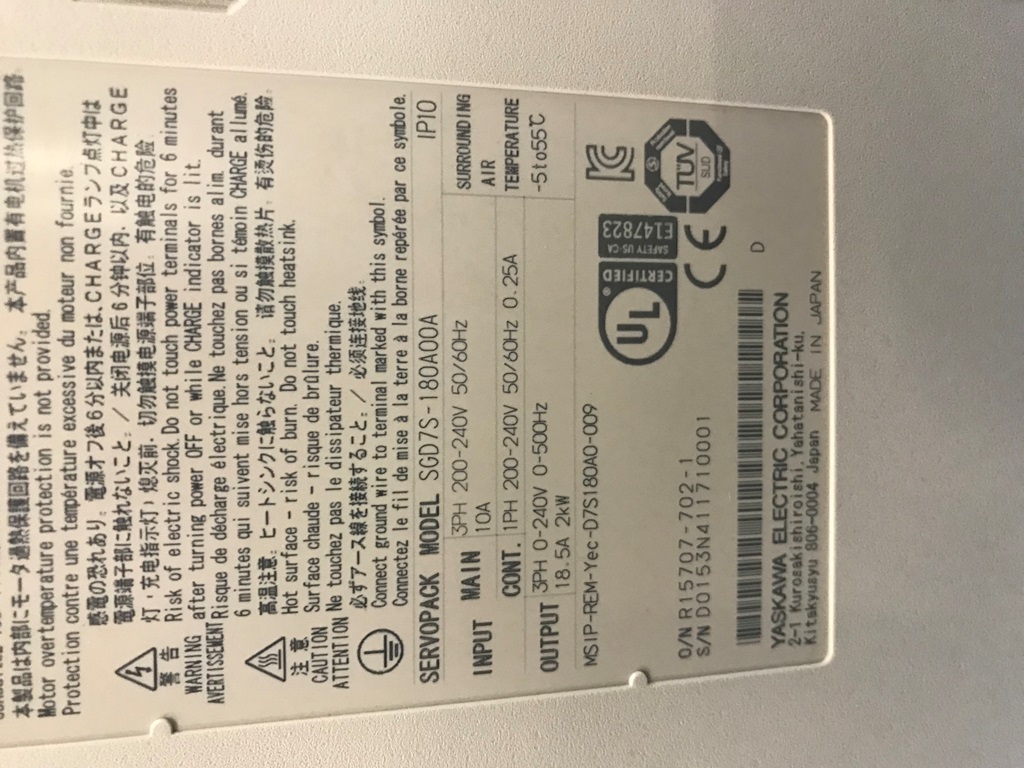 本製品は内部にモータ過熱保護回路を備えていません。 本产品内置有电机过热保护回路
Motor overtemperature protection is not provided.
Protection contre une température excessive du moteur non fournie.
感電の恐れあり。電源オフ後6分以内または、CHARGEランプ点灯中は
電源端子部に触れないこと。/ 关闭电源后6分钟以内，以及CHARGE
灯・充电指示灯，熄灭前，切勿触摸电源端子部位。有触电的危险
Risk of electric shock.Do not touch power terminals for 6 minutes
after turning power OFF or while CHARGE indicator is lit.
Risque de décharge électrique.Ne touchez pas bornes alim. durant
6 minutes qui suivent mise hors tension ou si témoin CHARGE allumé.
警告
WARNING
AVERTISSEMENT
高温注意。ヒートシンクに触らないこと。/ 请勿触摸散热片。有烫伤的危险。
Hot surface - risk of burn. Do not touch heatsink.
Surface chaude - risque de brûlure.
Ne touchez pas le dissipateur thermique.
注意
CAUTION
ATTENTION
必ずアース線を接続すること。/ 必须连接地线.
Connect ground wire to terminal marked with this symbol.
Connectez le fil de mise à la terre à la borne repérée par ce symbole.
SERVOPACK MODEL SGD7S-180A00A IP10
INPUT MAIN 3PH 200-240V 50/60Hz
10A
CONT. 1PH 200-240V 50/60Hz 0.25A
OUTPUT 3PH 0-240V 0-500Hz
18.5A 2kW
SURROUNDING
AIR
TEMPERATURE
-5to55℃
MSIP-REM-Yec-D7S180A0-009
UL
CERTIFIED
SAFETY US-CA
E147823
CE
KC
TÜV
SÜD
O/N R15707-702-1
S/N D0153N411710001
D
YASKAWA ELECTRIC CORPORATION
2-1 Kurosakishiroishi, Yahatanishi-ku,
Kitakyusyu 806-0004 Japan MADE IN JAPAN